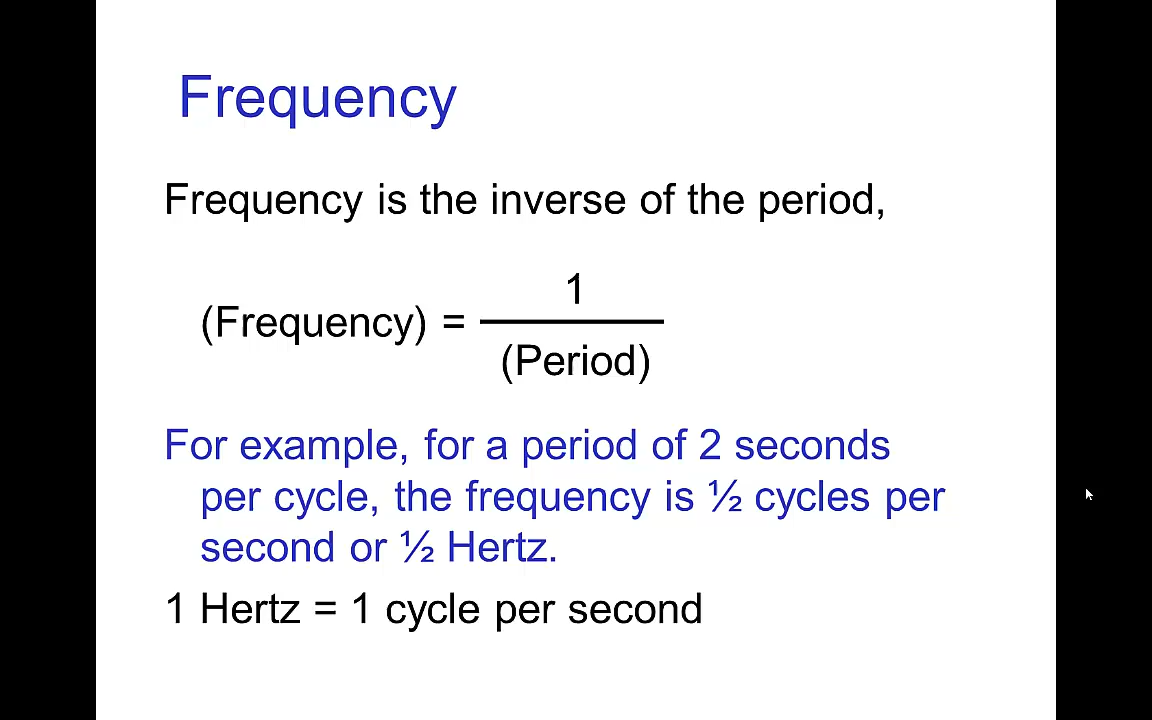 Frequency
Frequency is the inverse of the period,
1
(Frequency) =
(Period)
For example, for a period of 2 seconds
per cycle, the frequency is ½ cycles per
second or ½ Hertz.
1 Hertz = 1 cycle per second